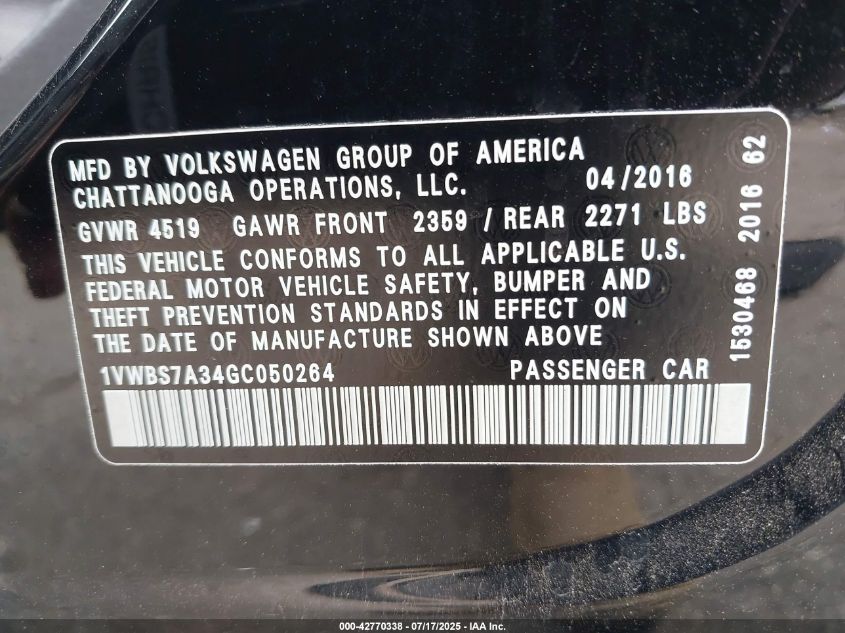 MFD BY VOLKSWAGEN GROUP OF AMERICA
CHATTANOOGA OPERATIONS, LLC. 04/2016
GVWR 4519 GAWR FRONT 2359 / REAR 2271 LBS
THIS VEHICLE CONFORMS TO ALL APPLICABLE U.S.
FEDERAL MOTOR VEHICLE SAFETY, BUMPER AND
THEFT PREVENTION STANDARDS IN EFFECT ON
THE DATE OF MANUFACTURE SHOWN ABOVE
1VWBS7A34GC050264 PASSENGER CAR
1530468 2016 62
000-42770338 - 07/17/2025 - IAA Inc.